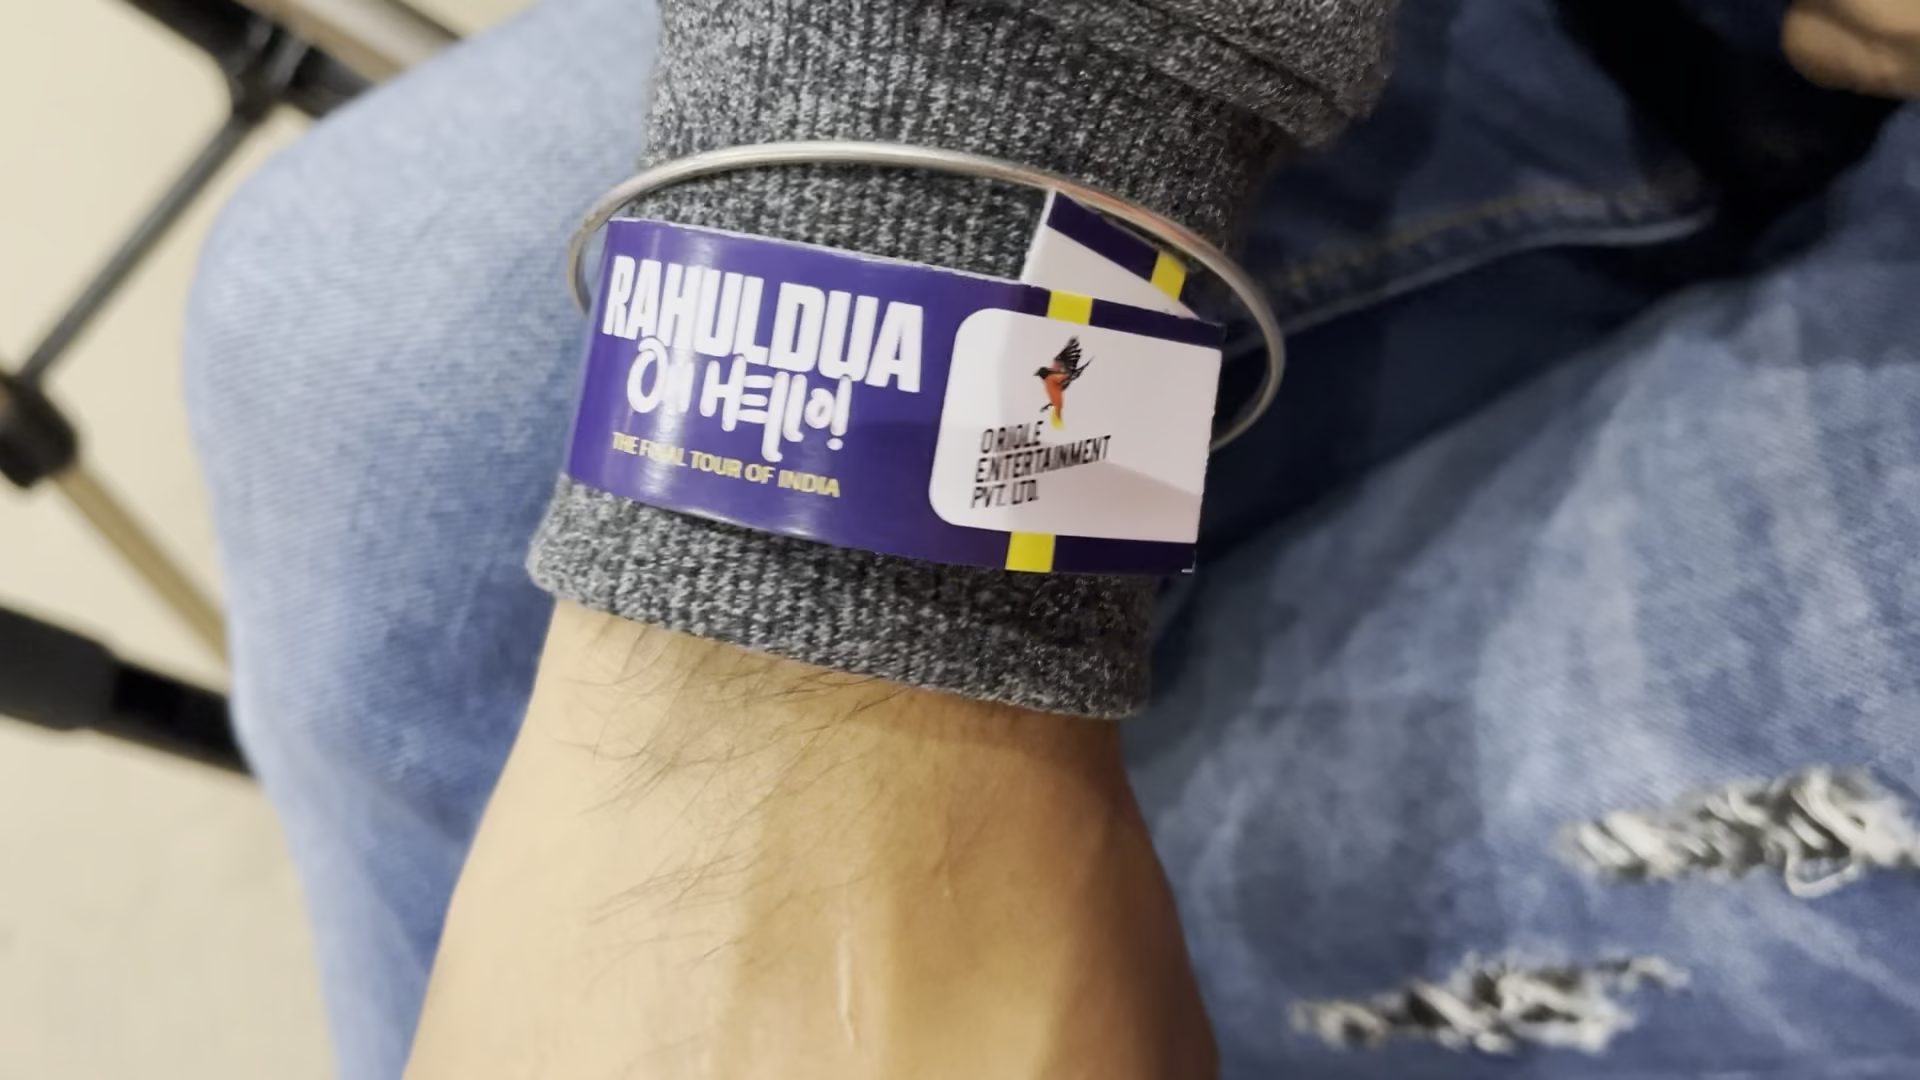 RAHULDUA
Oh HEllo!
THE FINAL TOUR OF INDIA
ORIOLE
ENTERTAINMENT
PVT. LTD.